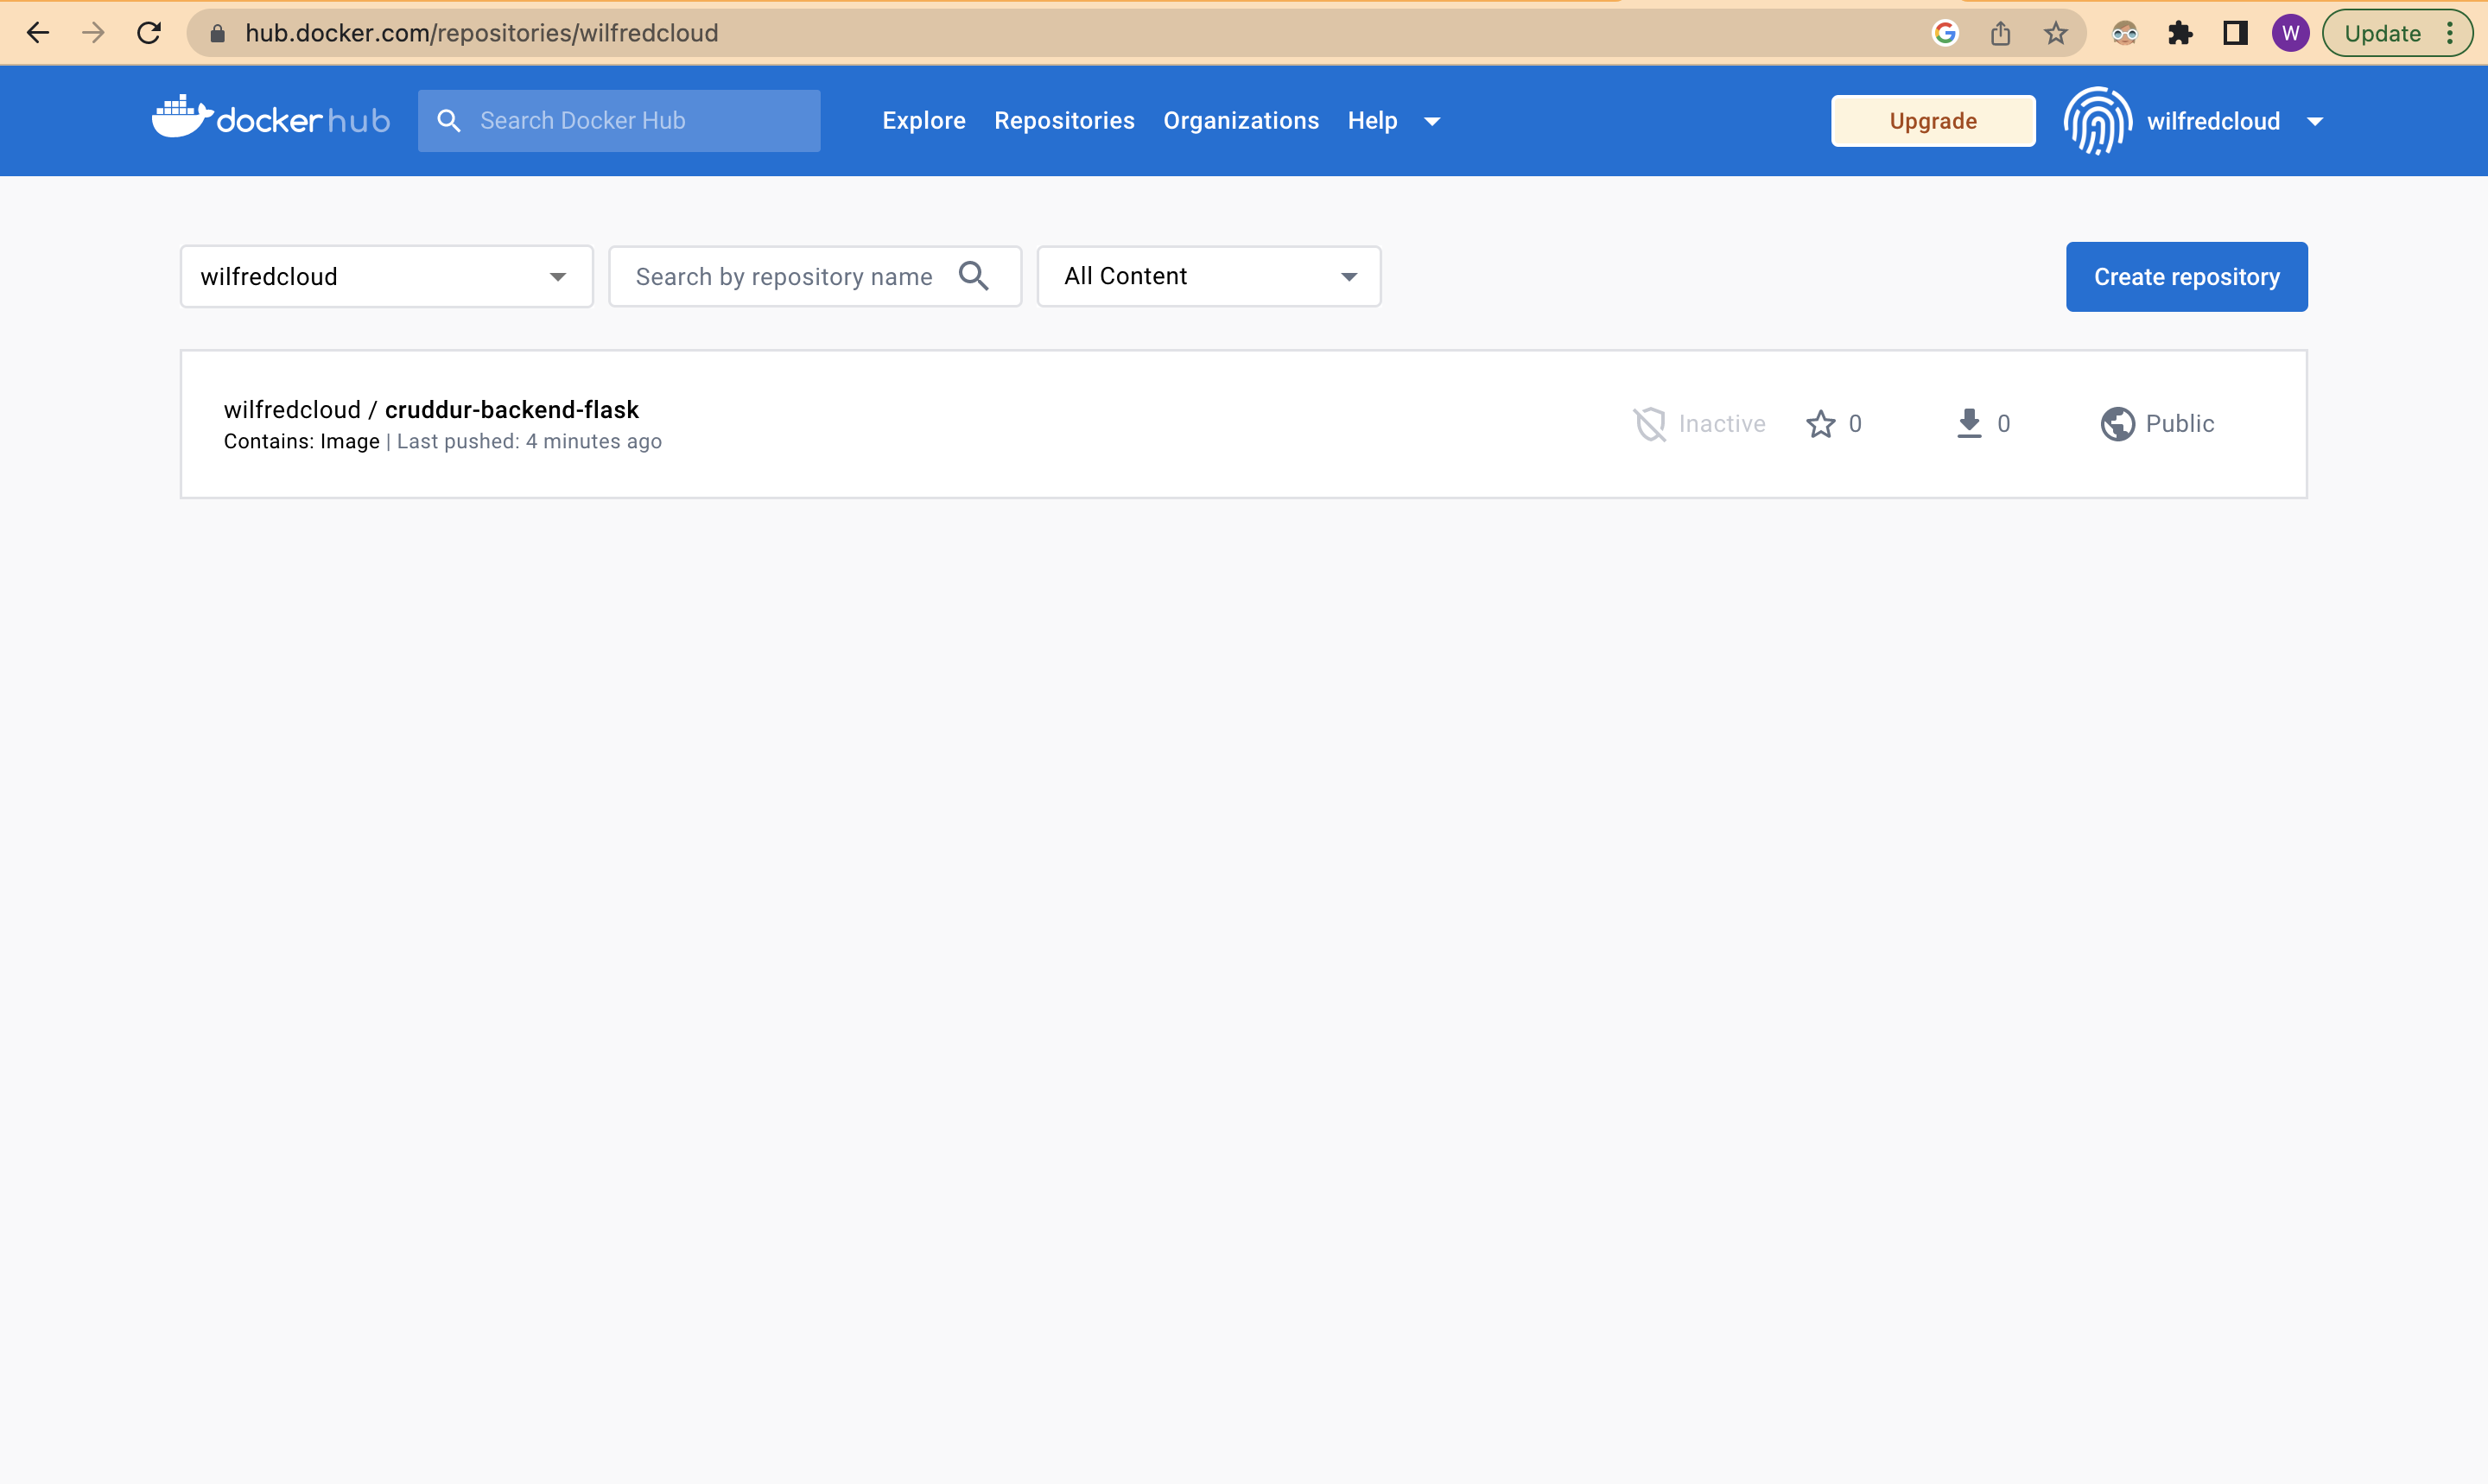 hub.docker.com/repositories/wilfredcloud
W
Update
docker hub
Search Docker Hub
Explore
Repositories
Organizations
Help
Upgrade
wilfredcloud
wilfredcloud
Search by repository name
All Content
Create repository
wilfredcloud / cruddur-backend-flask
Contains: Image | Last pushed: 4 minutes ago
Inactive
0
0
Public